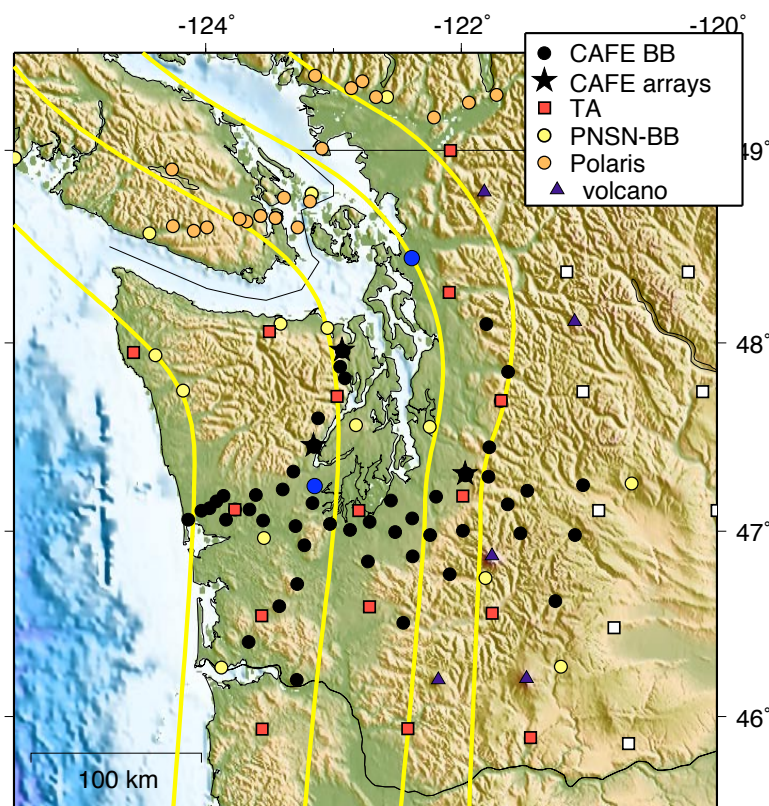 -124° -122° -120°
CAFE BB
CAFE arrays
TA
PNSN-BB
Polaris
volcano
49°
48°
47°
46°
100 km